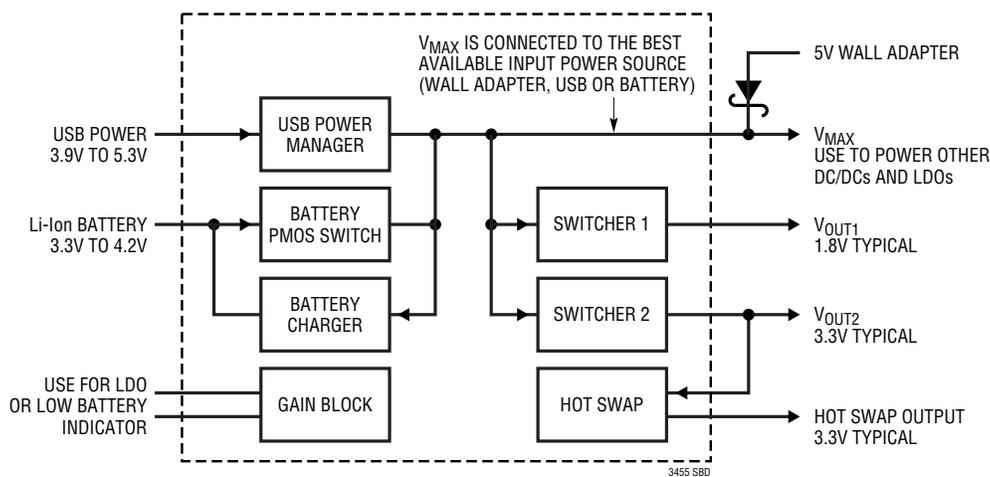 VMAX IS CONNECTED TO THE BEST
AVAILABLE INPUT POWER SOURCE
(WALL ADAPTER, USB OR BATTERY)
5V WALL ADAPTER
USB POWER
3.9V TO 5.3V
USB POWER
MANAGER
VMAX
USE TO POWER OTHER
DC/DCs AND LDOs
Li-Ion BATTERY
3.3V TO 4.2V
BATTERY
PMOS SWITCH
SWITCHER 1
VOUT1
1.8V TYPICAL
BATTERY
CHARGER
SWITCHER 2
VOUT2
3.3V TYPICAL
USE FOR LDO
OR LOW BATTERY
INDICATOR
GAIN BLOCK
HOT SWAP
HOT SWAP OUTPUT
3.3V TYPICAL
3455 SBD